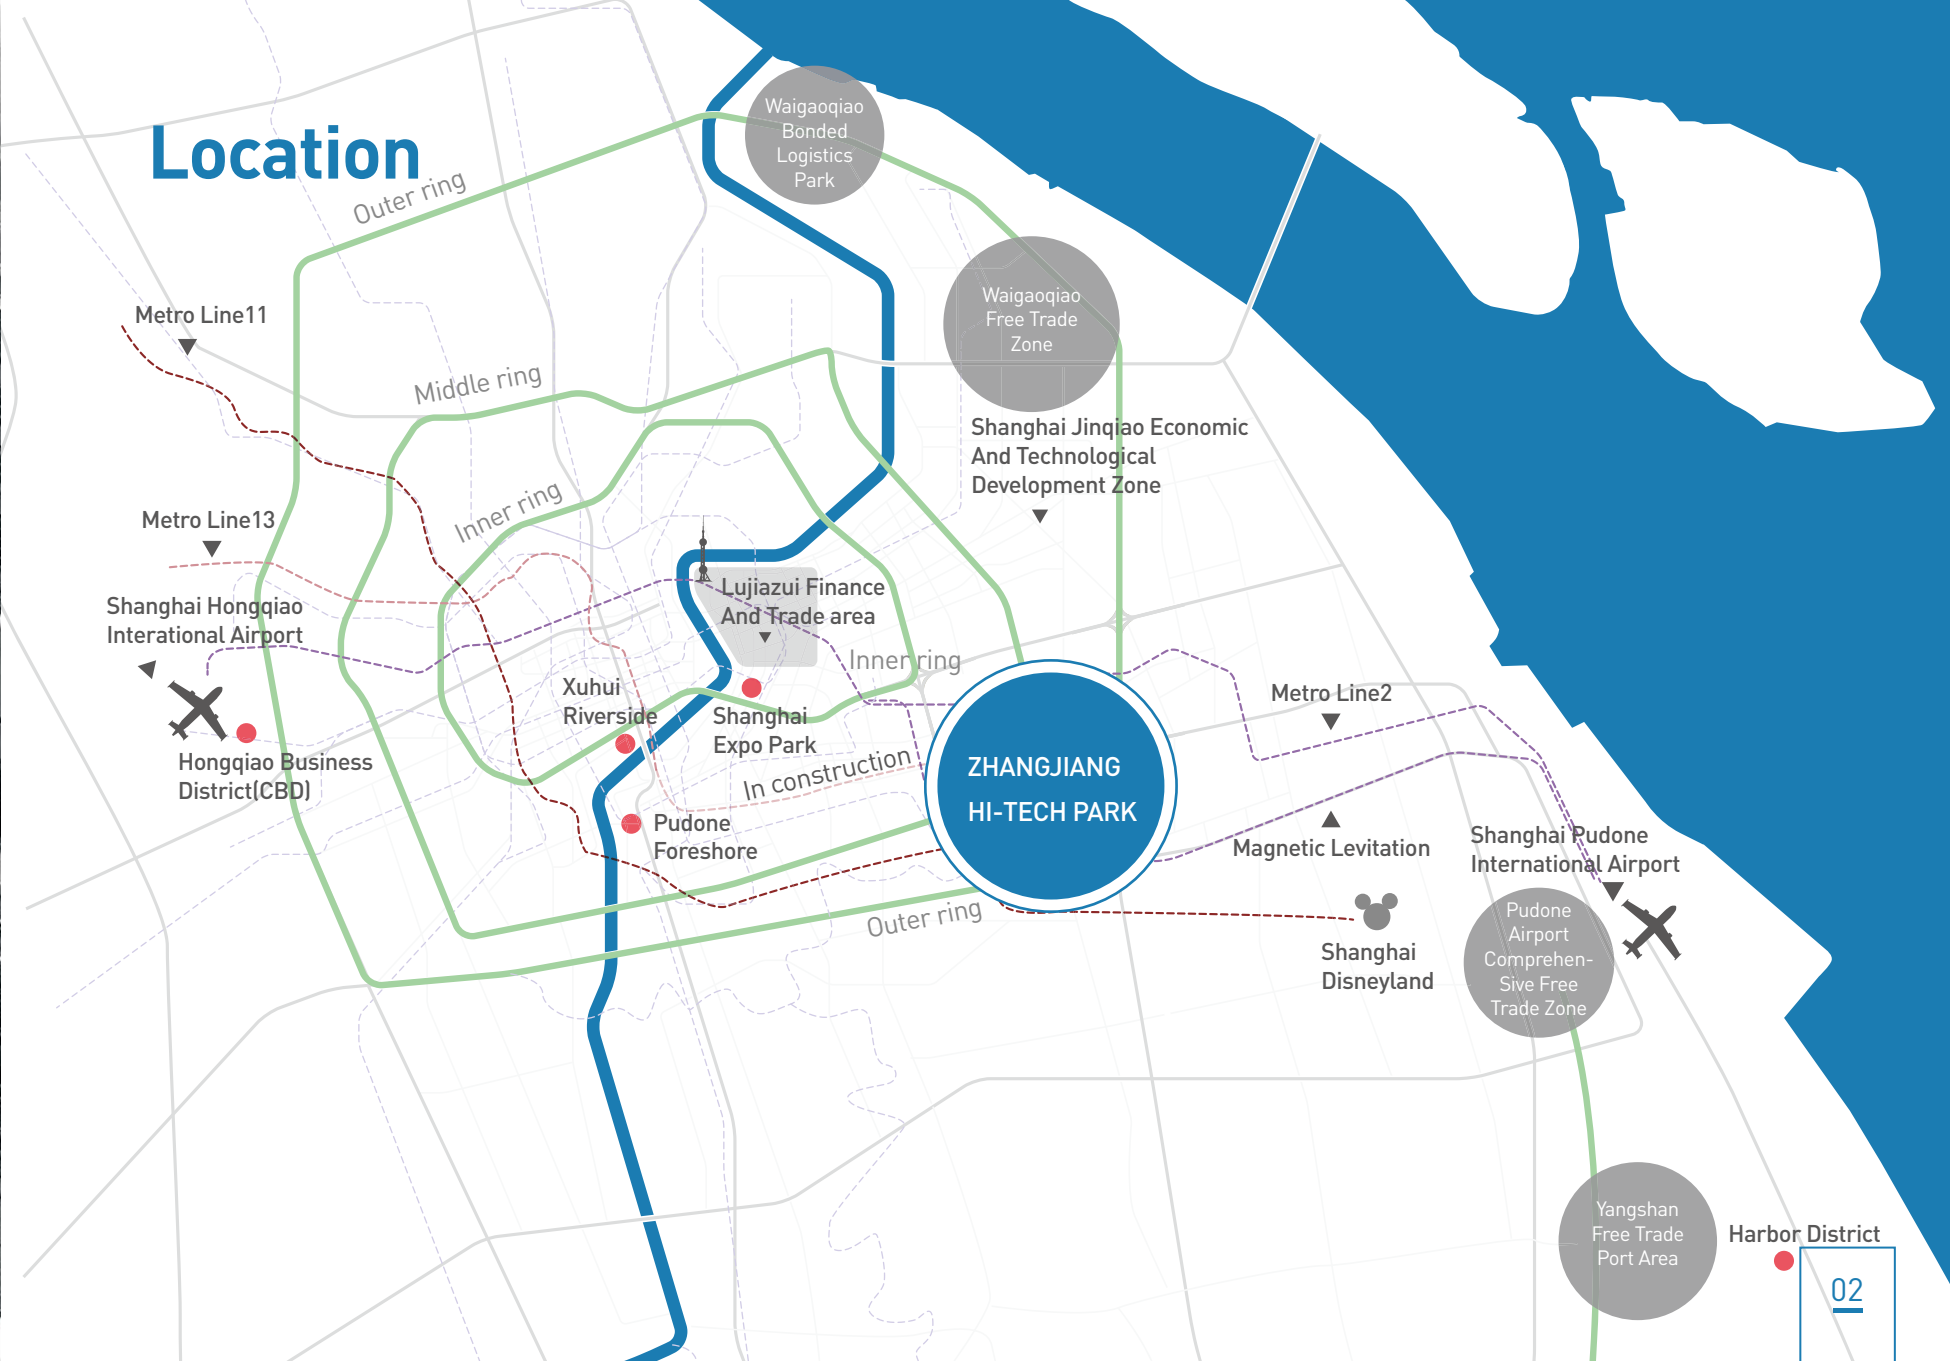 Location
Waigaoqiao
Bonded
Logistics
Park
Outer ring
Waigaoqiao
Free Trade
Zone
Metro Line11
Middle ring
Shanghai Jinqiao Economic
And Technological
Development Zone
Inner ring
Metro Line13
Shanghai Hongqiao
Interational Airport
Lujiazui Finance
And Trade area
Inner ring
Xuhui
Riverside
Shanghai
Expo Park
Metro Line2
Hongqiao Business
District(CBD)
In construction
ZHANGJIANG
HI-TECH PARK
Pudone
Foreshore
Magnetic Levitation
Shanghai Pudone
International Airport
Outer ring
Shanghai
Disneyland
Pudone
Airport
Comprehen-
Sive Free
Trade Zone
Yangshan
Free Trade
Port Area
Harbor District
02